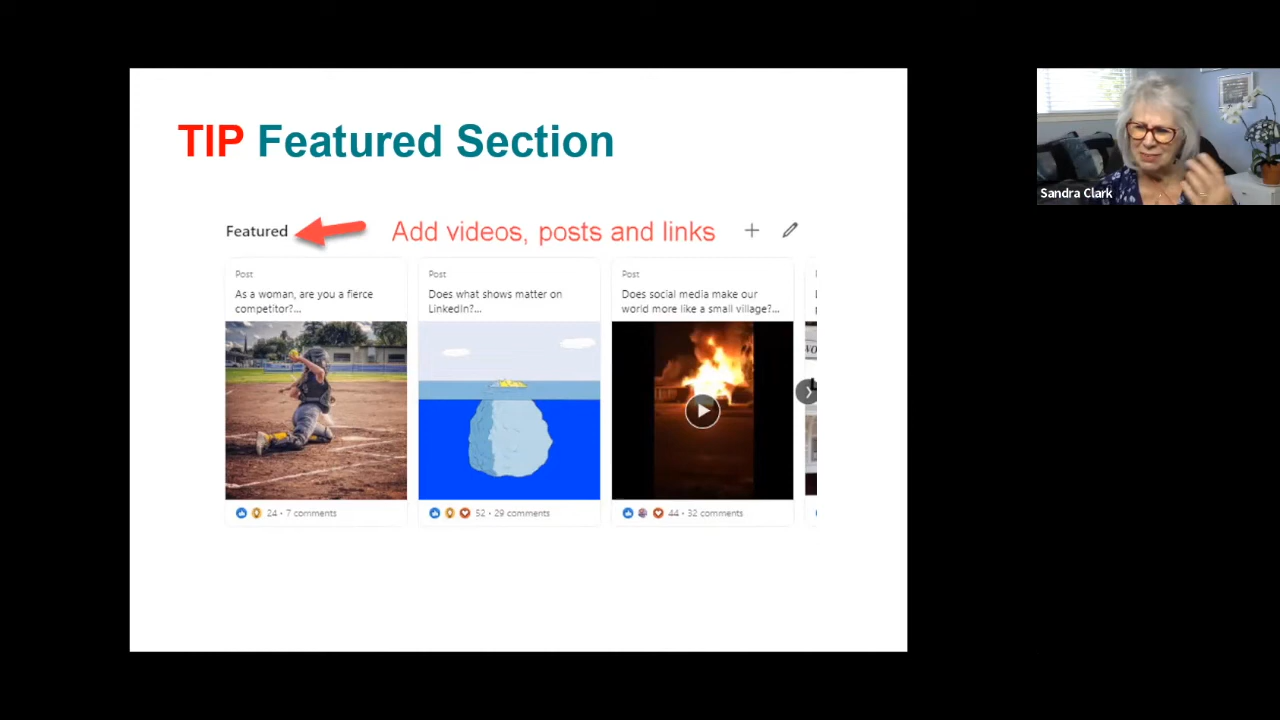 TIP Featured Section
Featured
Add videos, posts and links
Post
As a woman, are you a fierce
competitor?...
24 • 7 comments
Post
Does what shows matter on
LinkedIn?...
52 • 29 comments
Post
Does social media make our
world more like a small village?...
44 • 32 comments
Sandra Clark